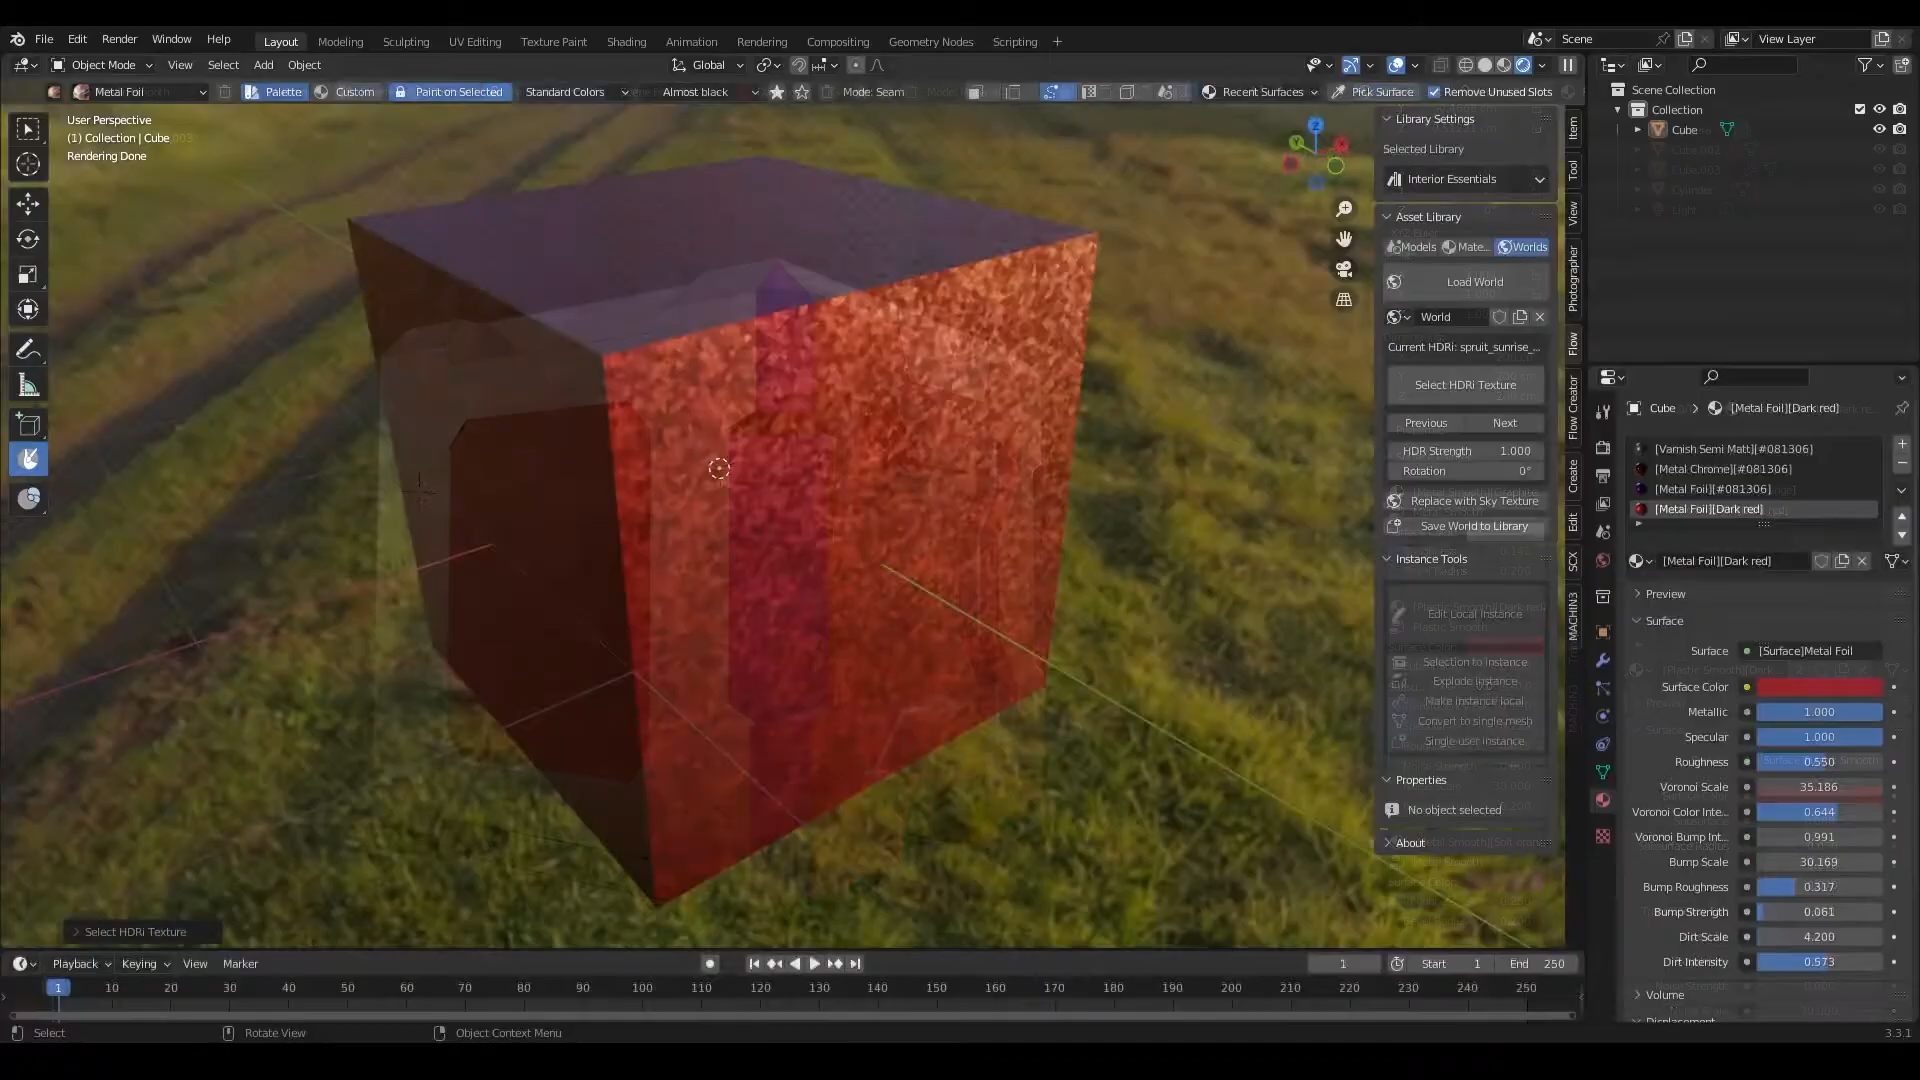 File Edit Render Window Help Layout Modeling Sculpting UV Editing Texture Paint Shading Animation Rendering Compositing Geometry Nodes Scripting + Scene View Layer
Object Mode View Select Add Object Global
Metal Foil Palette Custom Paint on Selected Standard Colors Almost black Mode: Seam Recent Surfaces Pick Surface Remove Unused Slots
User Perspective
(1) Collection | Cube
Rendering Done
Library Settings
Selected Library
Interior Essentials
Asset Library
Models Mate... Worlds
Load World
World
Current HDRi: spruit_sunrise_...
Select HDRi Texture
Previous Next
HDR Strength 1.000
Rotation 0°
Replace with Sky Texture
Save World to Library
Instance Tools
Edit Local Instance
Selection to Instance
Explode Instance
Make Instance local
Convert to single mesh
Single user Instance
Properties
No object selected
About
Item
Tool
View
Photographer
Flow
Flow Creator
Create
Edit
SCX
MACHIN3
Scene Collection
Collection
Cube
Cube.002
Cube.003
Cylinder
Light
Cube > [Metal Foil][Dark red]
[Varnish Semi Matt][#081306]
[Metal Chrome][#081306]
[Metal Foil][#081306]
[Metal Foil][Dark red]
[Metal Foil][Dark red]
Preview
Surface
Surface [Surface]Metal Foil
Surface Color
Metallic 1.000
Specular 1.000
Roughness 0.550
Voronoi Scale 35.186
Voronoi Color Inte... 0.644
Voronoi Bump Int... 0.991
Bump Scale 30.169
Bump Roughness 0.317
Bump Strength 0.061
Dirt Scale 4.200
Dirt Intensity 0.573
Volume
Displacement
Select HDRi Texture
Playback Keying View Marker 1 Start 1 End 250
1 10 20 30 40 50 60 70 80 90 100 110 120 130 140 150 160 170 180 190 200 210 220 230 240 250
Select Rotate View Object Context Menu 3.3.1